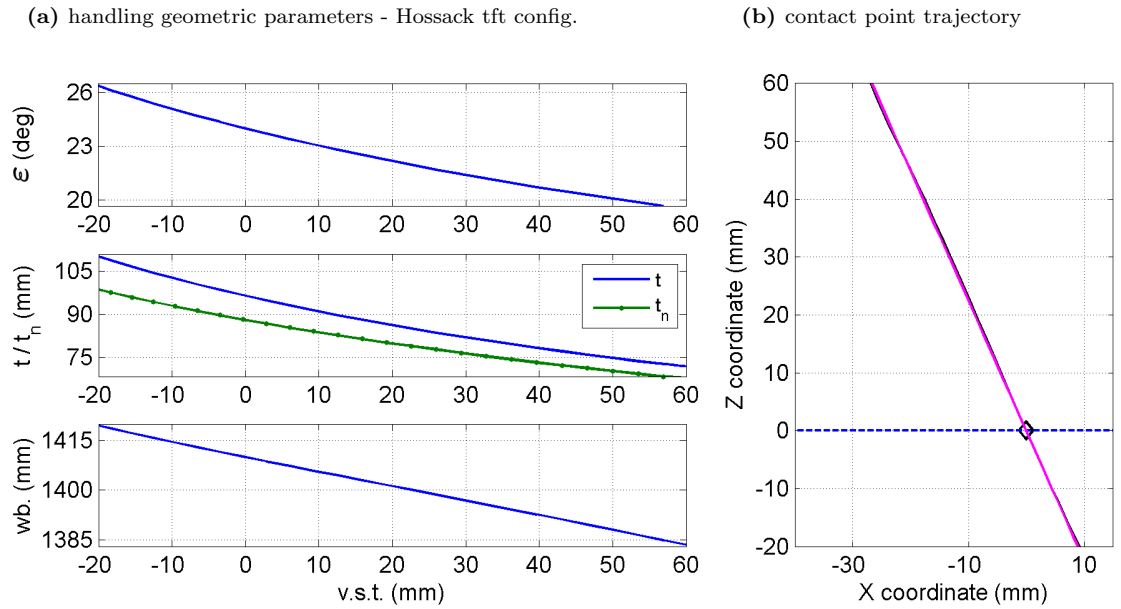 (a) handling geometric parameters - Hossack tft config.
(b) contact point trajectory
26
23
20
ε (deg)
-20 -10 0 10 20 30 40 50 60
105
90
75
t / t_n (mm)
t
t_n
-20 -10 0 10 20 30 40 50 60
1415
1400
1385
wb. (mm)
-20 -10 0 10 20 30 40 50 60
v.s.t. (mm)
60
50
40
30
20
10
0
-10
-20
Z coordinate (mm)
-30 -10 10
X coordinate (mm)